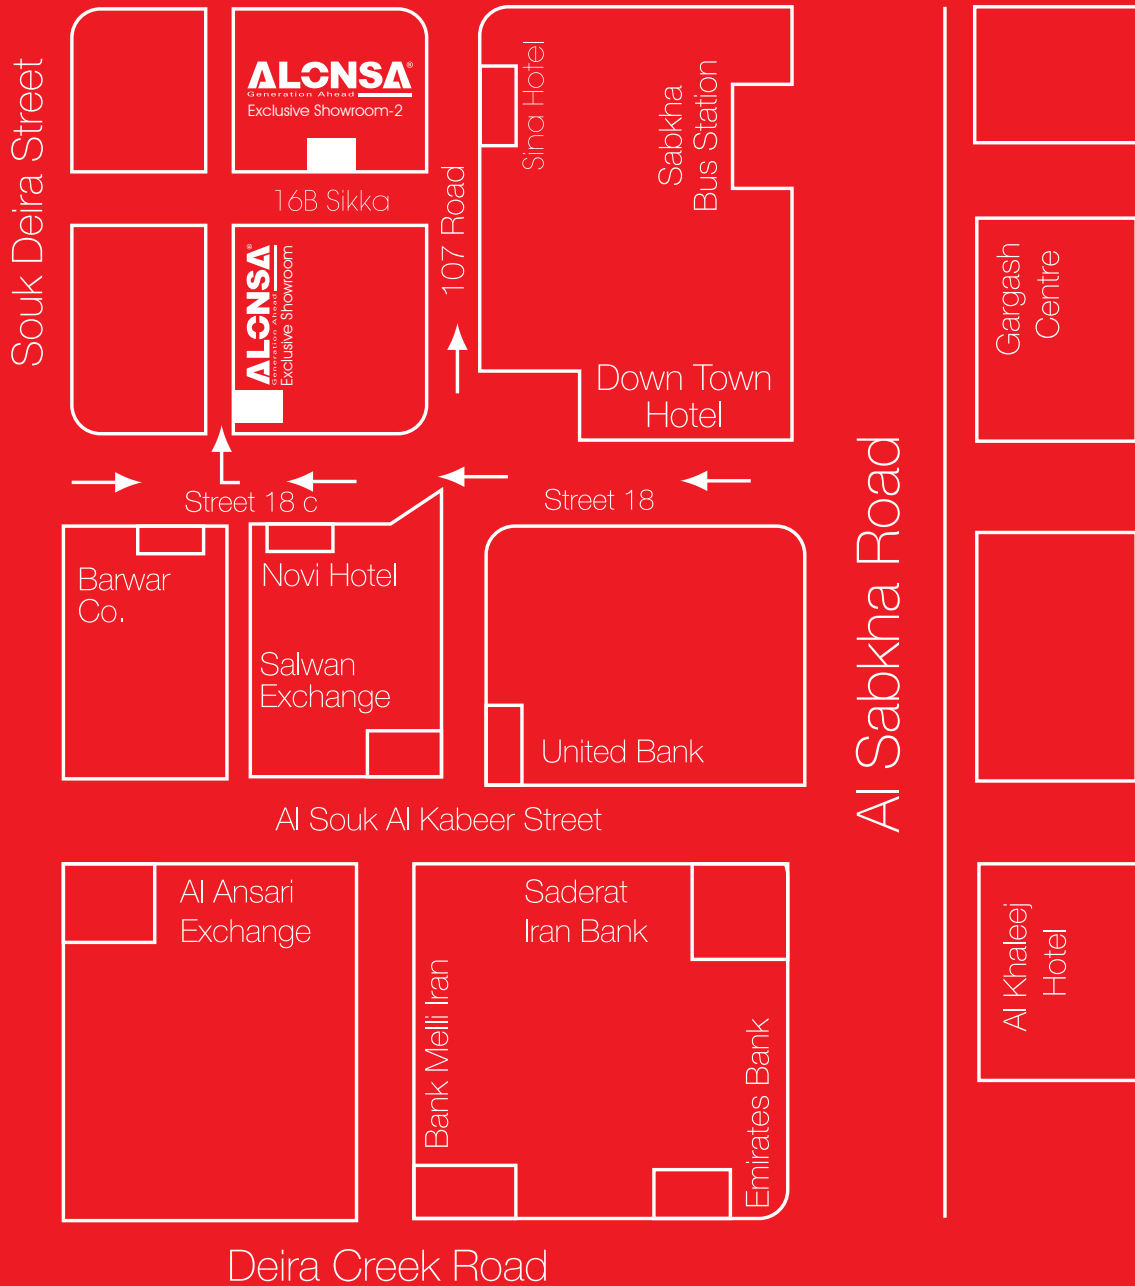 Souk Deira Street
ALONSA®
Generation Ahead
Exclusive Showroom-2
16B Sikka
ALONSA®
Generation Ahead
Exclusive Showroom
107 Road
Sina Hotel
Sabkha
Bus Station
Down Town
Hotel
Gargash
Centre
Street 18 c
Street 18
Barwar
Co.
Novi Hotel
Salwan
Exchange
United Bank
Al Sabkha Road
Al Souk Al Kabeer Street
Al Ansari
Exchange
Saderat
Iran Bank
Bank Melli Iran
Emirates Bank
Al Khaleej
Hotel
Deira Creek Road